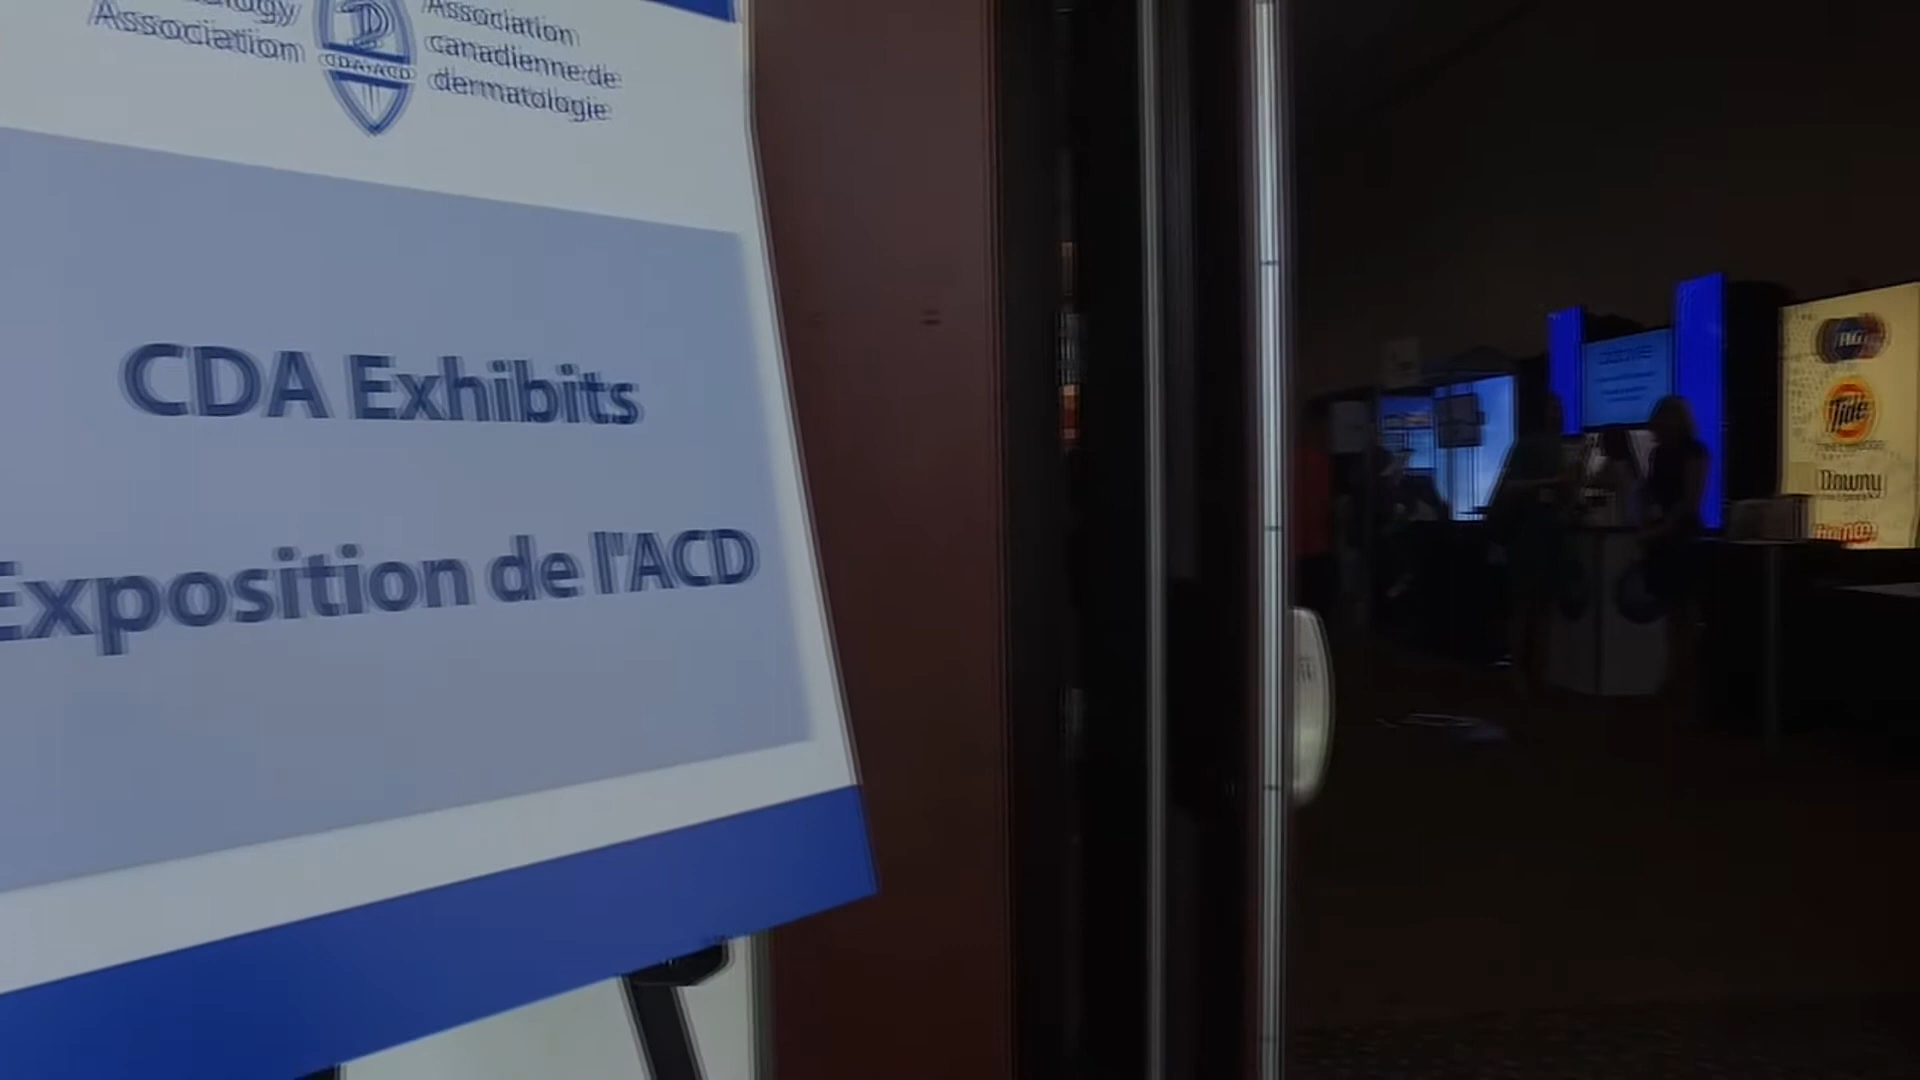 Association
CDA·ACD
Association
canadienne de
dermatologie
CDA Exhibits
Exposition de l'ACD
P&G
Tide
Downy